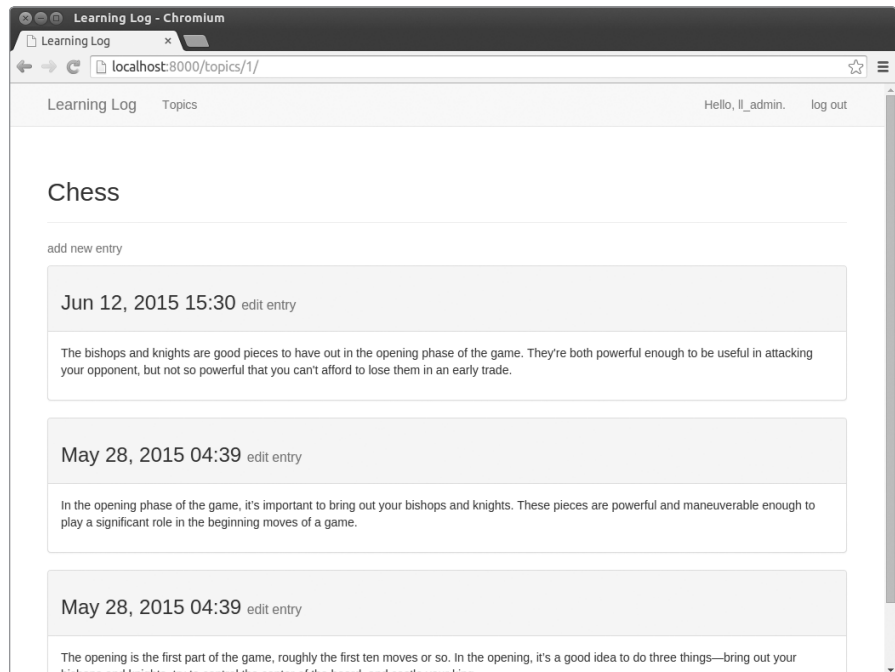 Learning Log - Chromium
Learning Log ×
localhost:8000/topics/1/
Learning Log Topics Hello, ll_admin. log out
Chess
add new entry
Jun 12, 2015 15:30 edit entry
The bishops and knights are good pieces to have out in the opening phase of the game. They're both powerful enough to be useful in attacking
your opponent, but not so powerful that you can't afford to lose them in an early trade.
May 28, 2015 04:39 edit entry
In the opening phase of the game, it's important to bring out your bishops and knights. These pieces are powerful and maneuverable enough to
play a significant role in the beginning moves of a game.
May 28, 2015 04:39 edit entry
The opening is the first part of the game, roughly the first ten moves or so. In the opening, it's a good idea to do three things—bring out your